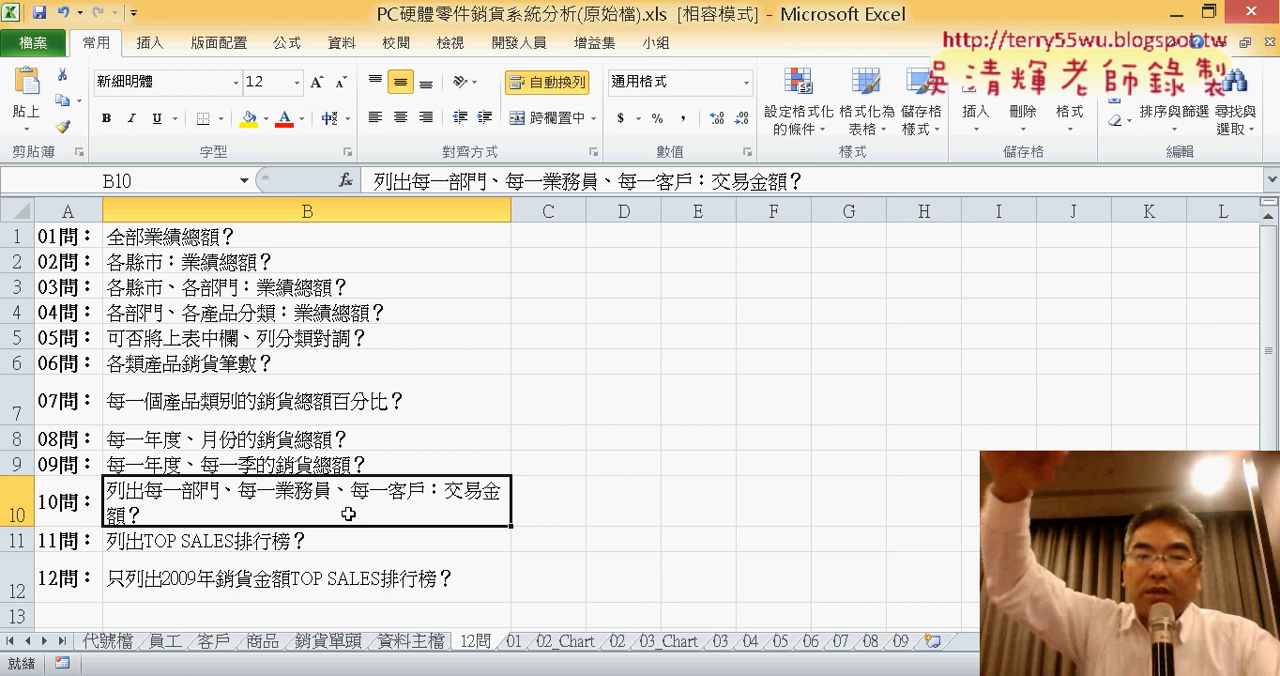 PC硬體零件銷貨系統分析(原始檔).xls [相容模式] - Microsoft Excel
檔案 常用 插入 版面配置 公式 資料 校閱 檢視 開發人員 增益集 小組
http://terry55wu.blogspot.tw
吳清輝老師錄製
貼上 新細明體 12 自動換列 通用格式 設定格式化的條件 格式化為表格 儲存格樣式 插入 刪除 格式 排序與篩選 尋找與選取
B I U A 中 跨欄置中 $ % ,
剪貼簿 字型 對齊方式 數值 樣式 儲存格 編輯
B10 fx 列出每一部門、每一業務員、每一客戶：交易金額？
A B C D E F G H I J K L
1 01問： 全部業績總額？
2 02問： 各縣市：業績總額？
3 03問： 各縣市、各部門：業績總額？
4 04問： 各部門、各產品分類：業績總額？
5 05問： 可否將上表中欄、列分類對調？
6 06問： 各類產品銷貨筆數？
7 07問： 每一個產品類別的銷貨總額百分比？
8 08問： 每一年度、月份的銷貨總額？
9 09問： 每一年度、每一季的銷貨總額？
10 10問： 列出每一部門、每一業務員、每一客戶：交易金
額？
11 11問： 列出TOP SALES排行榜？
12 12問： 只列出2009年銷貨金額TOP SALES排行榜？
13
代號檔 員工 客戶 商品 銷貨單頭 資料主檔 12問 01 02_Chart 02 03_Chart 03 04 05 06 07 08 09
就緒